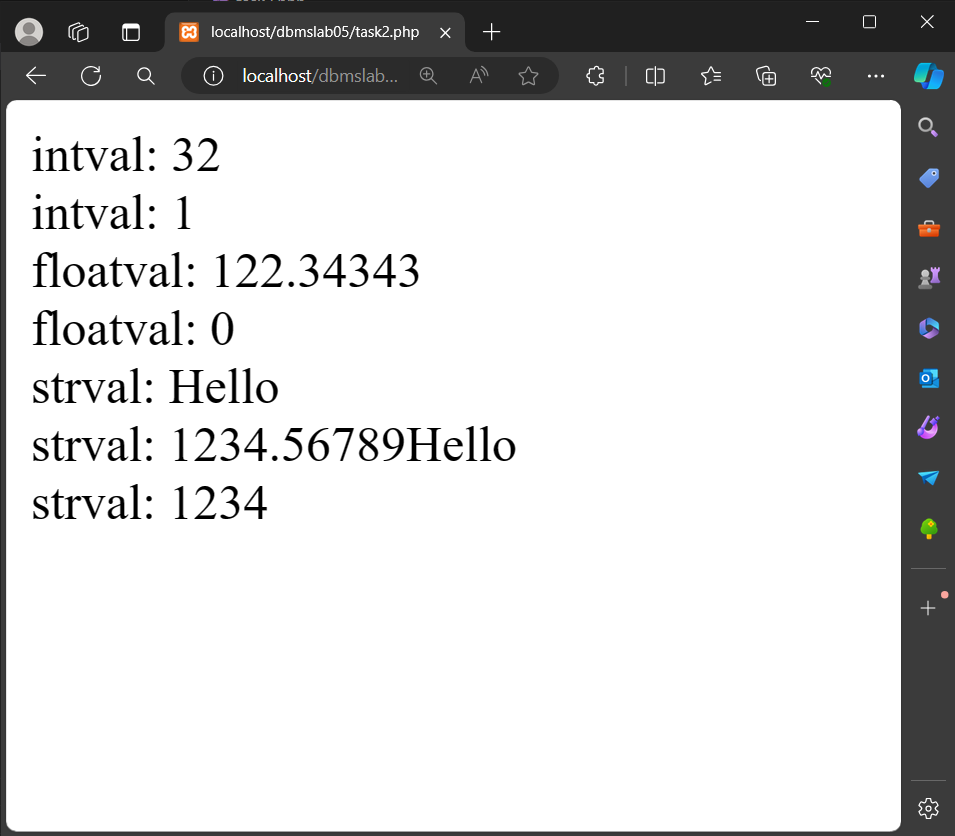 localhost/dbmslab05/task2.php
localhost/dbmslab...
intval: 32
intval: 1
floatval: 122.34343
floatval: 0
strval: Hello
strval: 1234.56789Hello
strval: 1234